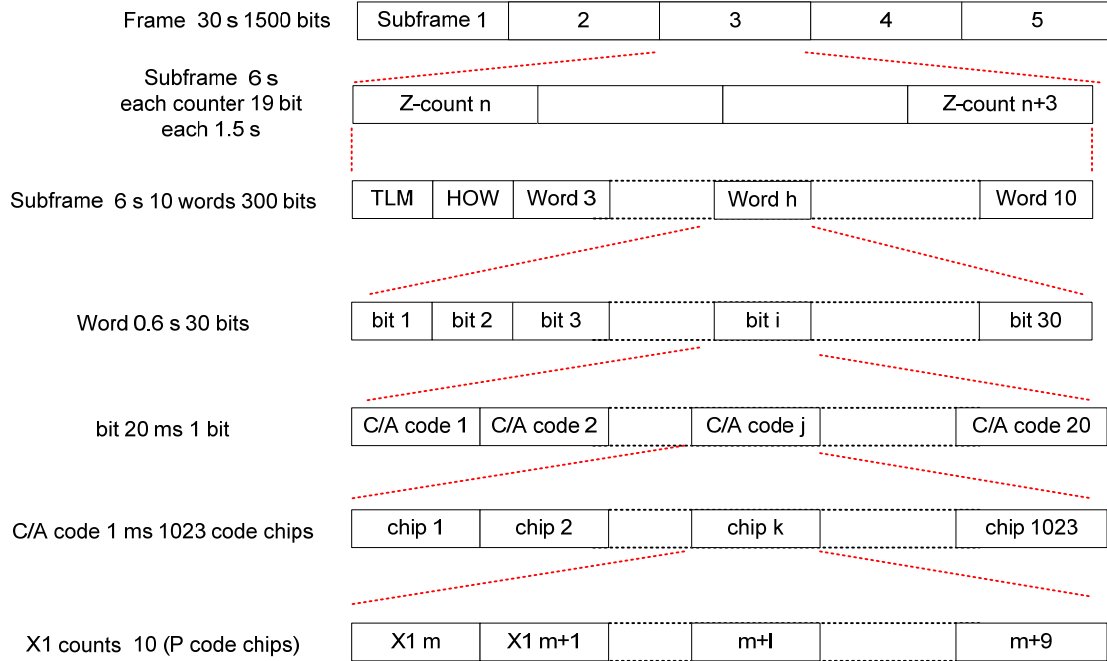 Frame 30 s 1500 bits
Subframe 1 2 3 4 5
Subframe 6 s
each counter 19 bit
each 1.5 s
Z-count n Z-count n+3
Subframe 6 s 10 words 300 bits
TLM HOW Word 3 Word h Word 10
Word 0.6 s 30 bits
bit 1 bit 2 bit 3 bit i bit 30
bit 20 ms 1 bit
C/A code 1 C/A code 2 C/A code j C/A code 20
C/A code 1 ms 1023 code chips
chip 1 chip 2 chip k chip 1023
X1 counts 10 (P code chips)
X1 m X1 m+1 m+l m+9